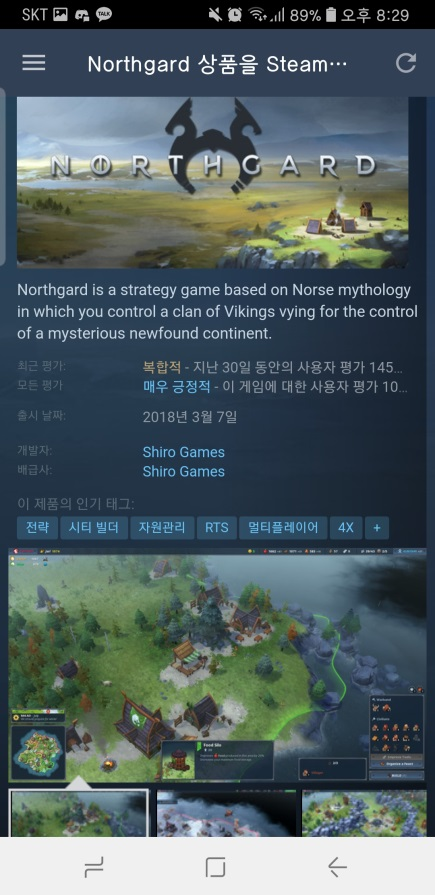 SKT TALK 89% 오후 8:29
Northgard 상품을 Steam···
NORTHGARD
Northgard is a strategy game based on Norse mythology
in which you control a clan of Vikings vying for the control
of a mysterious newfound continent.
최근 평가: 복합적 - 지난 30일 동안의 사용자 평가 145...
모든 평가 매우 긍정적 - 이 게임에 대한 사용자 평가 10...
출시 날짜: 2018년 3월 7일
개발자: Shiro Games
배급사: Shiro Games
이 제품의 인기 태그:
전략 시티 빌더 자원관리 RTS 멀티플레이어 4X +
Food Silo